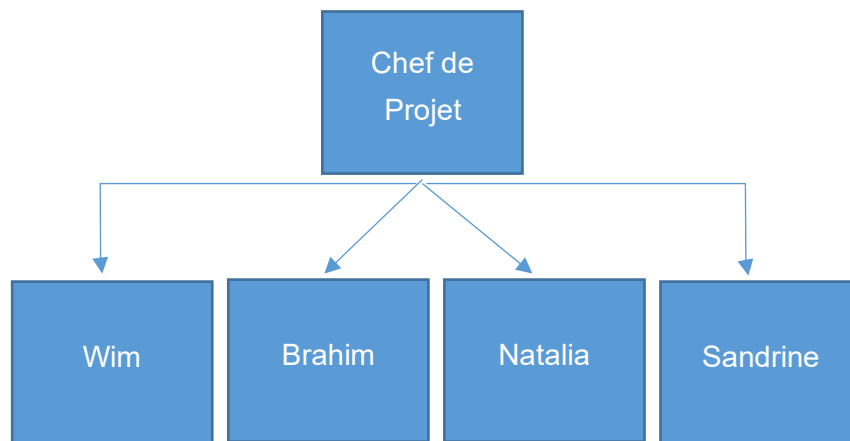 Chef de
Projet
Wim
Brahim
Natalia
Sandrine